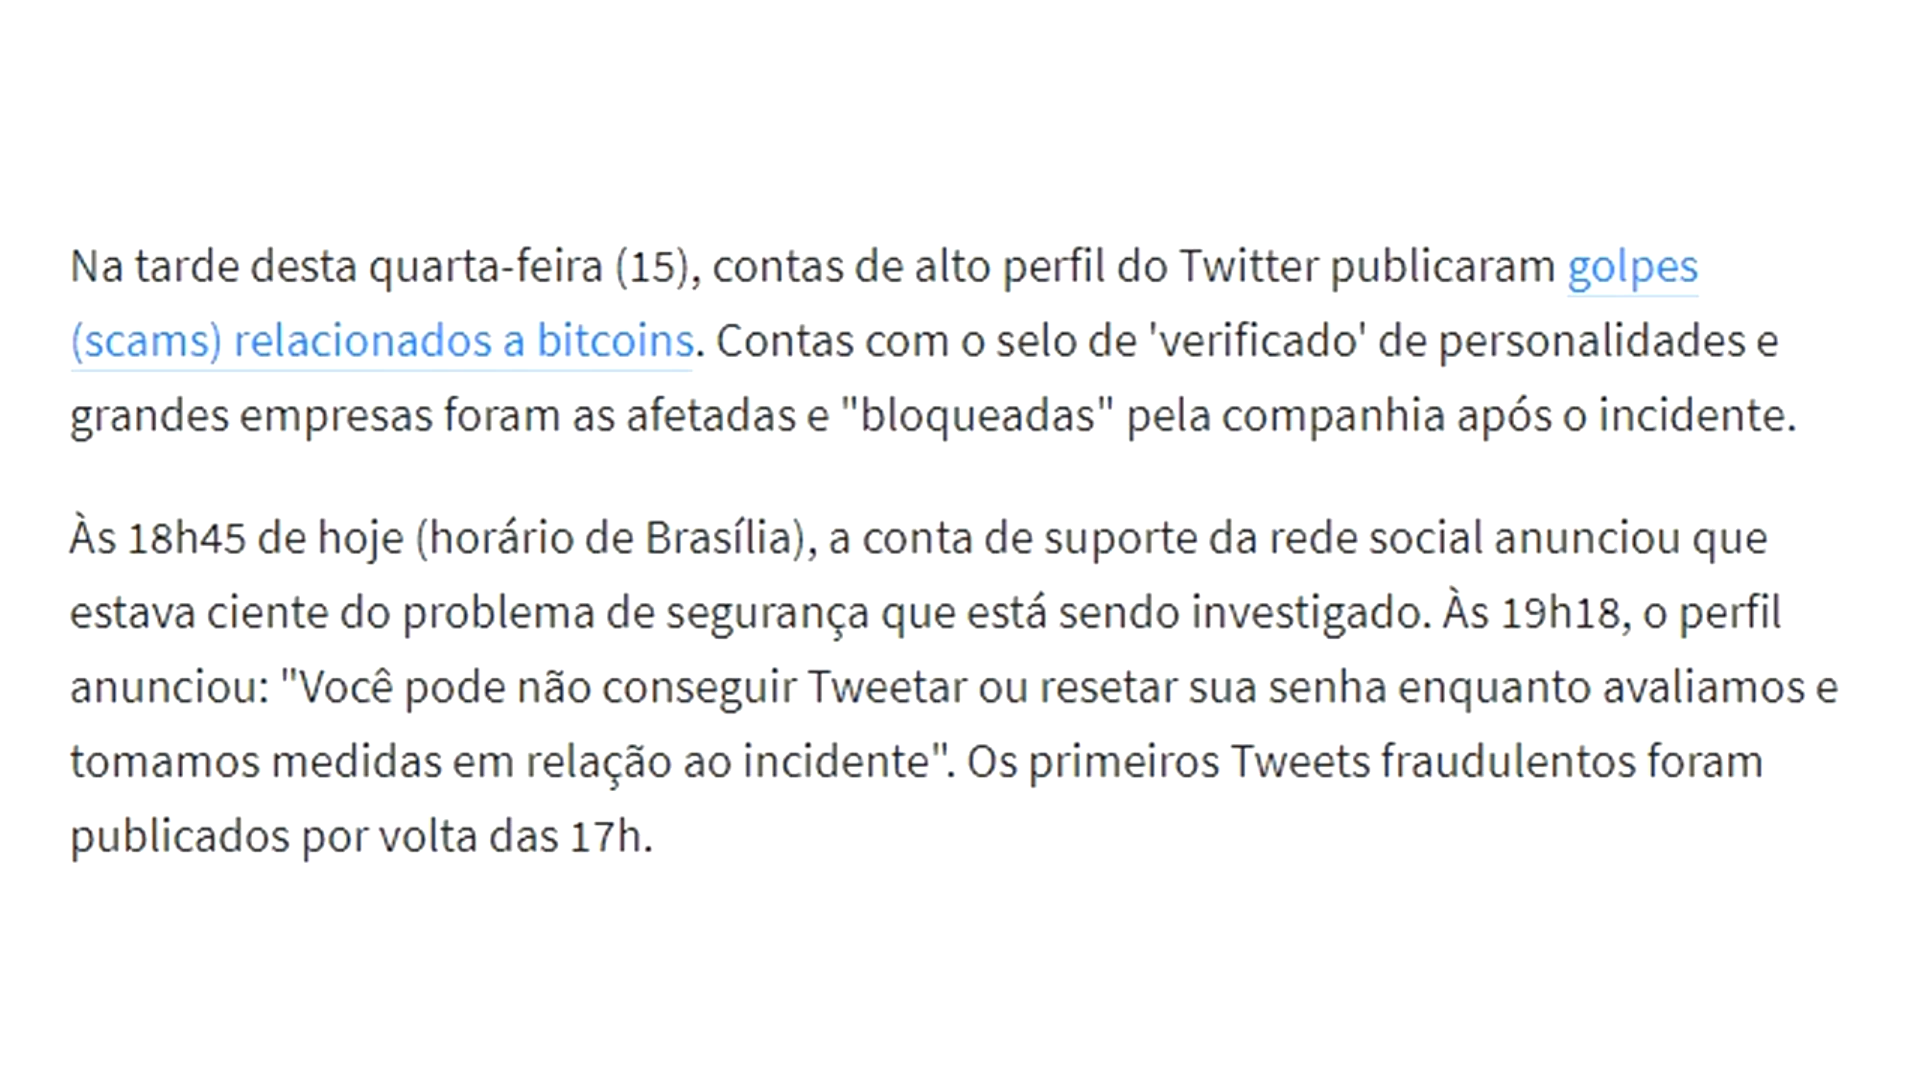 Na tarde desta quarta-feira (15), contas de alto perfil do Twitter publicaram golpes
(scams) relacionados a bitcoins. Contas com o selo de 'verificado' de personalidades e
grandes empresas foram as afetadas e "bloqueadas" pela companhia após o incidente.
Às 18h45 de hoje (horário de Brasília), a conta de suporte da rede social anunciou que
estava ciente do problema de segurança que está sendo investigado. Às 19h18, o perfil
anunciou: "Você pode não conseguir Tweetar ou resetar sua senha enquanto avaliamos e
tomamos medidas em relação ao incidente". Os primeiros Tweets fraudulentos foram
publicados por volta das 17h.